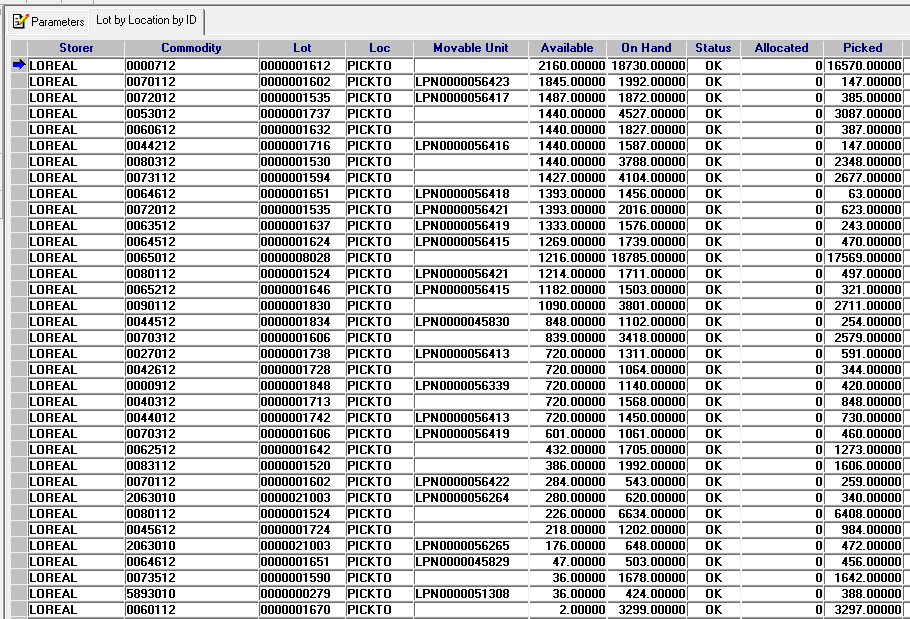 Parameters Lot by Location by ID
Storer Commodity Lot Loc Movable Unit Available On Hand Status Allocated Picked
LOREAL 0000712 0000001612 PICKTO 2160.00000 18730.00000 OK 0 16570.00000
LOREAL 0070112 0000001602 PICKTO LPN0000056423 1845.00000 1992.00000 OK 0 147.00000
LOREAL 0072012 0000001535 PICKTO LPN0000056417 1487.00000 1872.00000 OK 0 385.00000
LOREAL 0053012 0000001737 PICKTO 1440.00000 4527.00000 OK 0 3087.00000
LOREAL 0060612 0000001632 PICKTO 1440.00000 1827.00000 OK 0 387.00000
LOREAL 0044212 0000001716 PICKTO LPN0000056416 1440.00000 1587.00000 OK 0 147.00000
LOREAL 0080312 0000001530 PICKTO 1440.00000 3788.00000 OK 0 2348.00000
LOREAL 0073112 0000001594 PICKTO 1427.00000 4104.00000 OK 0 2677.00000
LOREAL 0064612 0000001651 PICKTO LPN0000056418 1393.00000 1456.00000 OK 0 63.00000
LOREAL 0072012 0000001535 PICKTO LPN0000056421 1393.00000 2016.00000 OK 0 623.00000
LOREAL 0063512 0000001637 PICKTO LPN0000056419 1333.00000 1576.00000 OK 0 243.00000
LOREAL 0064512 0000001624 PICKTO LPN0000056415 1269.00000 1739.00000 OK 0 470.00000
LOREAL 0065012 0000008028 PICKTO 1216.00000 18785.00000 OK 0 17569.00000
LOREAL 0080112 0000001524 PICKTO LPN0000056421 1214.00000 1711.00000 OK 0 497.00000
LOREAL 0065212 0000001646 PICKTO LPN0000056415 1182.00000 1503.00000 OK 0 321.00000
LOREAL 0090112 0000001830 PICKTO 1090.00000 3801.00000 OK 0 2711.00000
LOREAL 0044512 0000001834 PICKTO LPN0000045830 848.00000 1102.00000 OK 0 254.00000
LOREAL 0070312 0000001606 PICKTO 839.00000 3418.00000 OK 0 2579.00000
LOREAL 0027012 0000001738 PICKTO LPN0000056413 720.00000 1311.00000 OK 0 591.00000
LOREAL 0042612 0000001728 PICKTO 720.00000 1064.00000 OK 0 344.00000
LOREAL 0000912 0000001848 PICKTO LPN0000056339 720.00000 1140.00000 OK 0 420.00000
LOREAL 0040312 0000001713 PICKTO 720.00000 1568.00000 OK 0 848.00000
LOREAL 0044012 0000001742 PICKTO LPN0000056413 720.00000 1450.00000 OK 0 730.00000
LOREAL 0070312 0000001606 PICKTO LPN0000056419 601.00000 1061.00000 OK 0 460.00000
LOREAL 0062512 0000001642 PICKTO 432.00000 1705.00000 OK 0 1273.00000
LOREAL 0083112 0000001520 PICKTO 386.00000 1992.00000 OK 0 1606.00000
LOREAL 0070112 0000001602 PICKTO LPN0000056422 284.00000 543.00000 OK 0 259.00000
LOREAL 2063010 0000021003 PICKTO LPN0000056264 280.00000 620.00000 OK 0 340.00000
LOREAL 0080112 0000001524 PICKTO 226.00000 6634.00000 OK 0 6408.00000
LOREAL 0045612 0000001724 PICKTO 218.00000 1202.00000 OK 0 984.00000
LOREAL 2063010 0000021003 PICKTO LPN0000056265 176.00000 648.00000 OK 0 472.00000
LOREAL 0064612 0000001651 PICKTO LPN0000045829 47.00000 503.00000 OK 0 456.00000
LOREAL 0073512 0000001590 PICKTO 36.00000 1678.00000 OK 0 1642.00000
LOREAL 5893010 0000000279 PICKTO LPN0000051308 36.00000 424.00000 OK 0 388.00000
LOREAL 0060112 0000001670 PICKTO 2.00000 3299.00000 OK 0 3297.00000